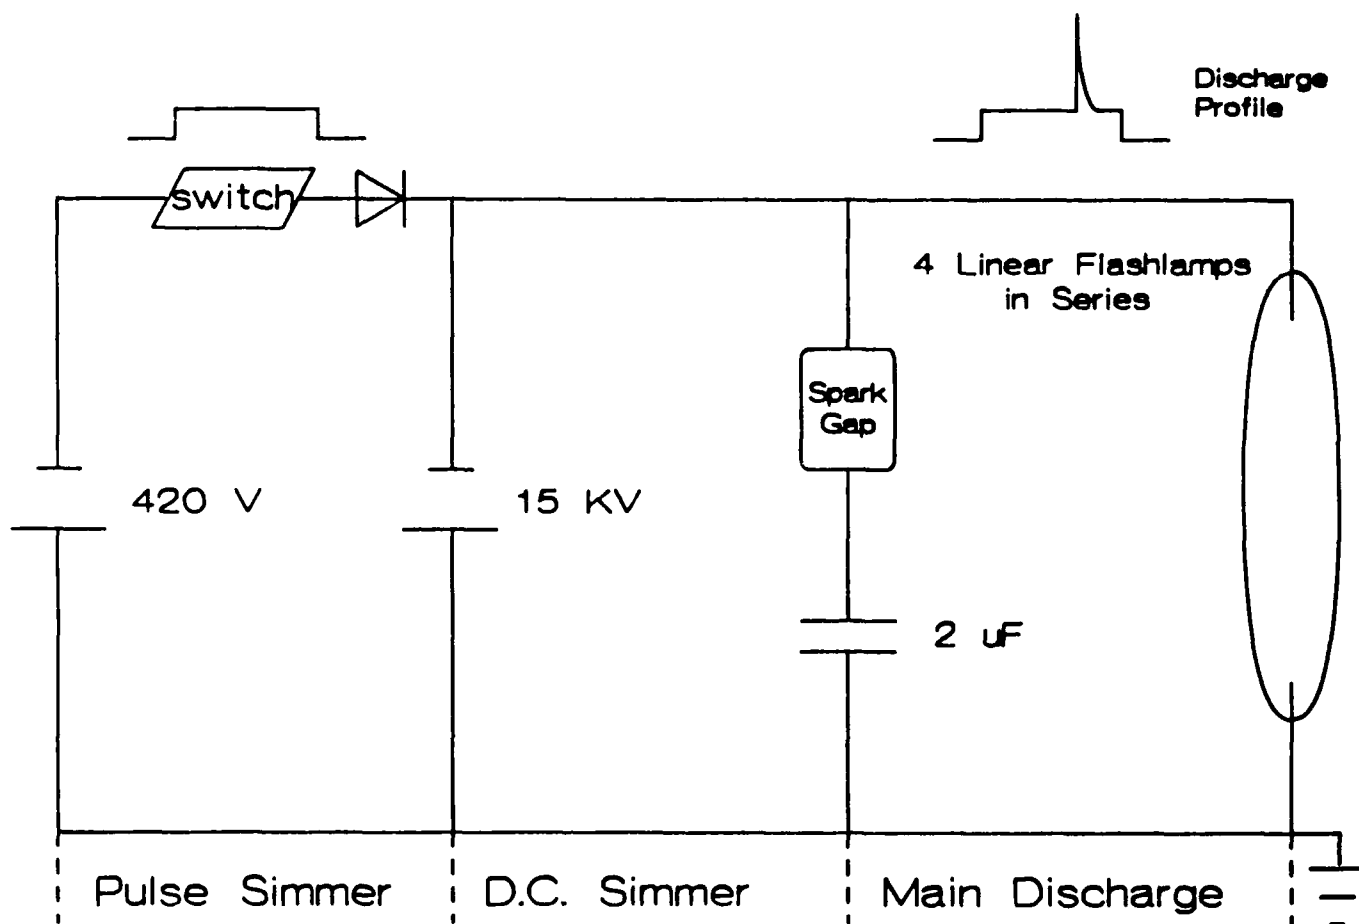 Discharge
Profile
switch
4 Linear Flashlamps
in Series
Spark
Gap
420 V
15 KV
2 uF
Pulse Simmer
D.C. Simmer
Main Discharge